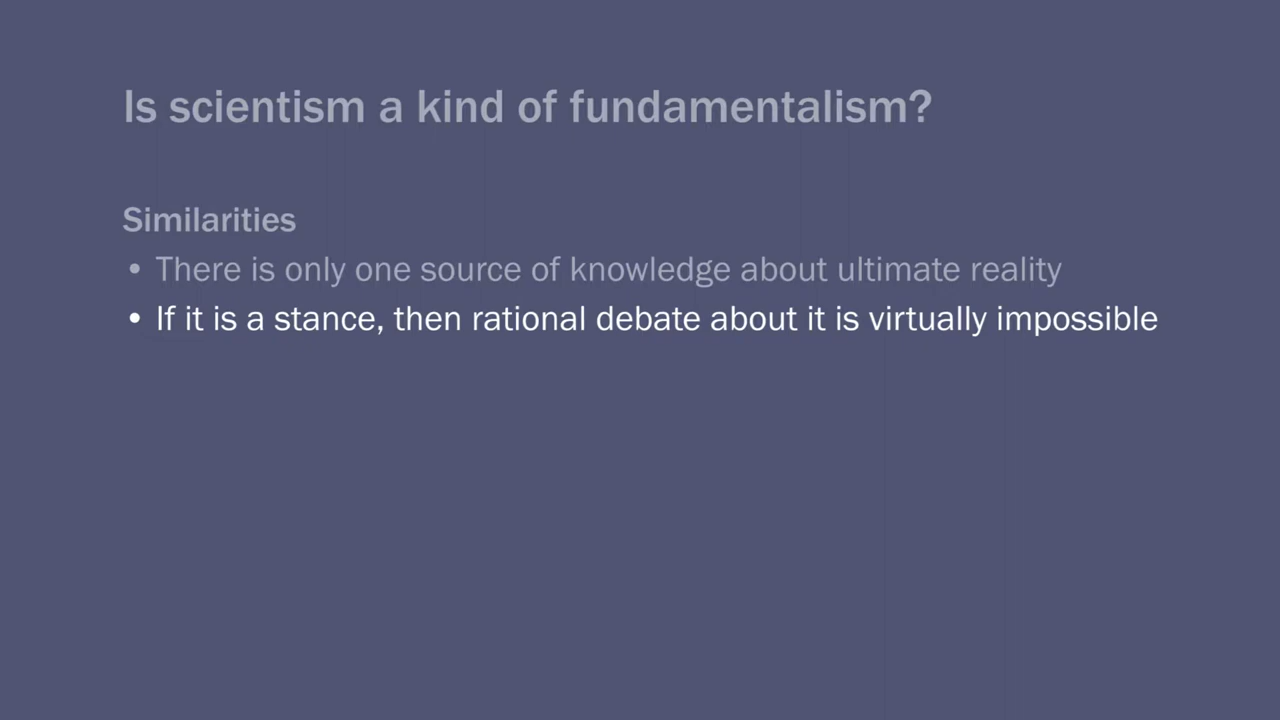 Is scientism a kind of fundamentalism?
Similarities
• There is only one source of knowledge about ultimate reality
• If it is a stance, then rational debate about it is virtually impossible